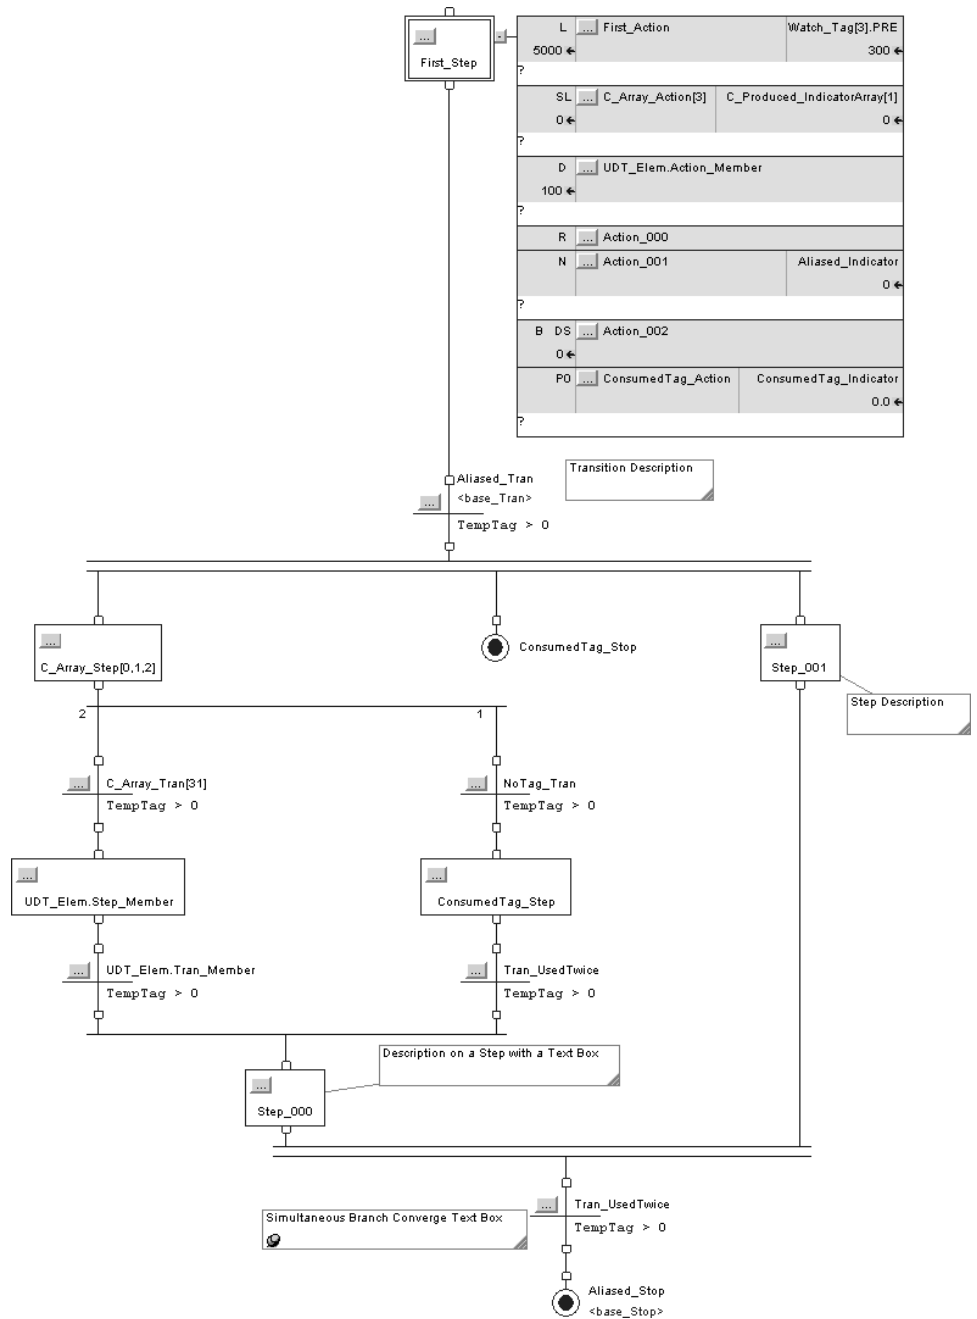 ...
First_Step
L ... First_Action Watch_Tag[3].PRE
5000 300
?
SL ... C_Array_Action[3] C_Produced_IndicatorArray[1]
0 0
?
D ... UDT_Elem.Action_Member
100
?
R ... Action_000
N ... Action_001 Aliased_Indicator
0
?
B DS ... Action_002
0
P0 ... ConsumedTag_Action ConsumedTag_Indicator
0.0
?
Transition Description
Aliased_Tran
... <base_Tran>
TempTag > 0
...
C_Array_Step[0,1,2]
ConsumedTag_Stop
...
Step_001
Step Description
2 1
... C_Array_Tran[31]
TempTag > 0
... NoTag_Tran
TempTag > 0
...
UDT_Elem.Step_Member
...
ConsumedTag_Step
... UDT_Elem.Tran_Member
TempTag > 0
... Tran_UsedTwice
TempTag > 0
Description on a Step with a Text Box
...
Step_000
... Tran_UsedTwice
TempTag > 0
Simultaneous Branch Converge Text Box
Aliased_Stop
<base_Stop>